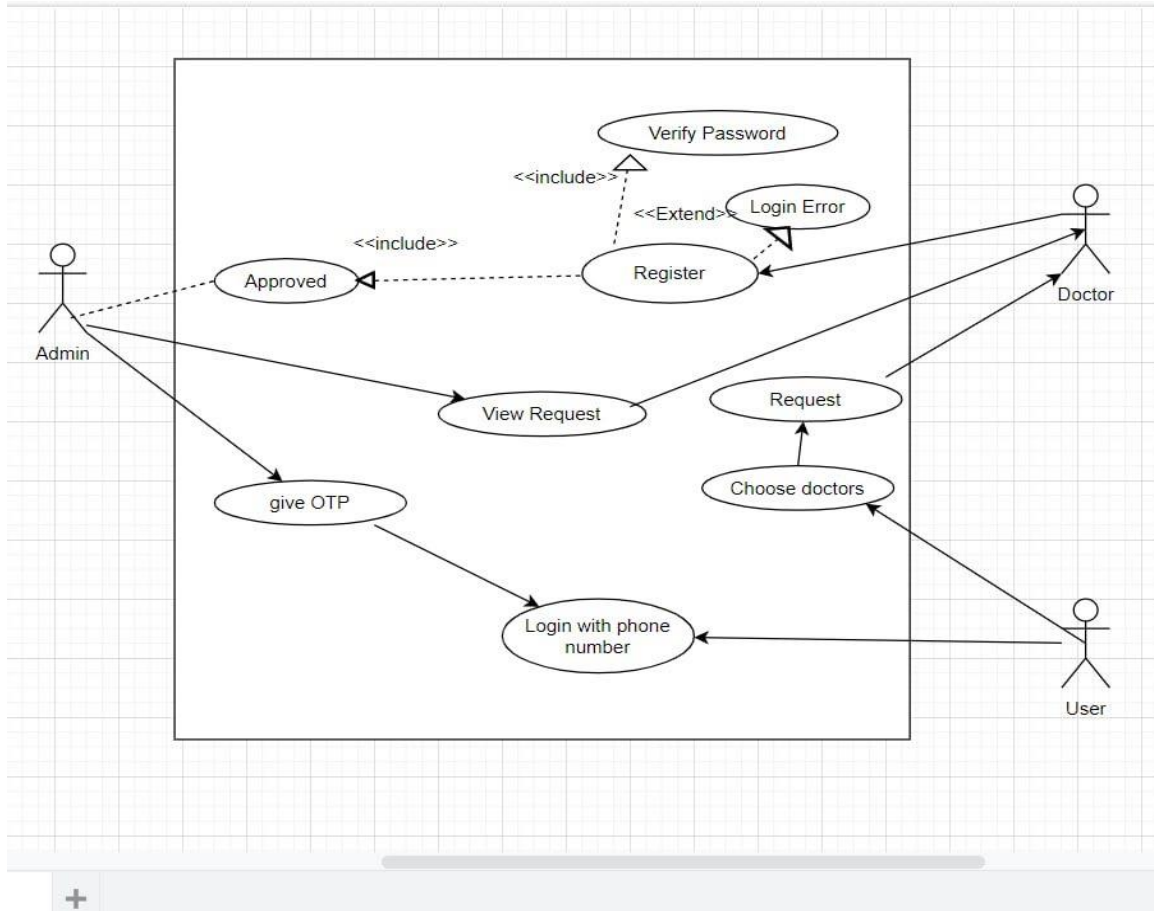 Verify Password
<<include>>
<<Extend>>
Login Error
<<include>>
Approved
Register
Doctor
Admin
View Request
Request
Choose doctors
give OTP
Login with phone
number
User